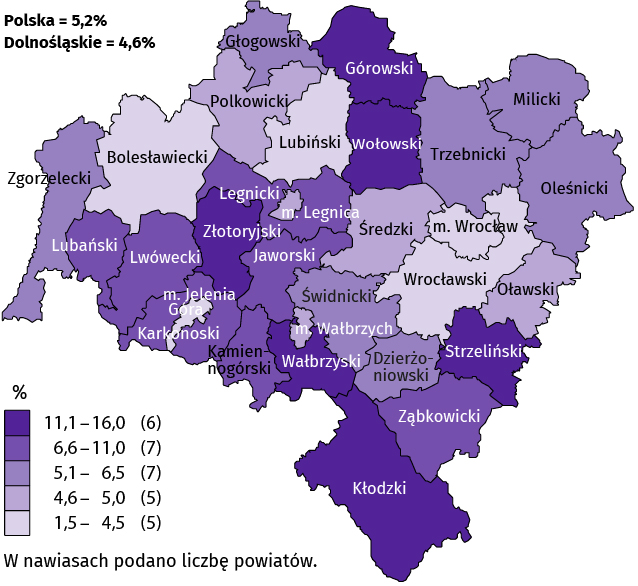 Polska = 5,2%
Dolnośląskie = 4,6%
Głogowski
Górowski
Milicki
Polkowicki
Lubiński
Wołowski
Trzebnicki
Bolesławiecki
Zgorzelecki
Oleśnicki
Legnicki
m. Legnica
Złotoryjski
Średzki
m. Wrocław
Lubański
Lwówecki
Jaworski
Wrocławski
Oławski
m. Jelenia
Góra
Świdnicki
Karkonoski
m. Wałbrzych
Kamien-
nogórski
Wałbrzyski
Dzierżo-
niowski
Strzeliński
Ząbkowicki
Kłodzki
%
11,1 – 16,0 (6)
6,6 – 11,0 (7)
5,1 – 6,5 (7)
4,6 – 5,0 (5)
1,5 – 4,5 (5)
W nawiasach podano liczbę powiatów.